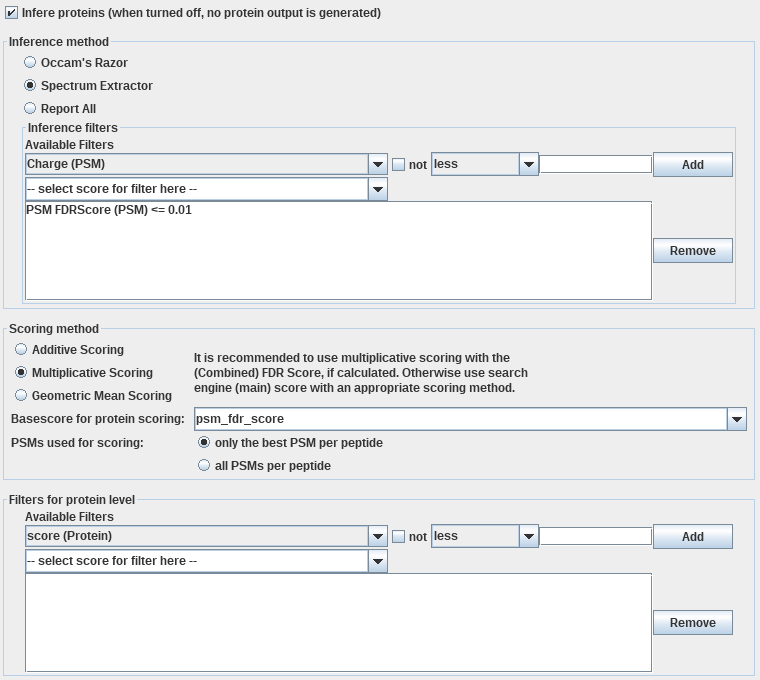 Infere proteins (when turned off, no protein output is generated)
Inference method
Occam's Razor
Spectrum Extractor
Report All
Inference filters
Available Filters
Charge (PSM) not less Add
-- select score for filter here --
PSM FDRScore (PSM) <= 0.01
Remove
Scoring method
Additive Scoring
Multiplicative Scoring
Geometric Mean Scoring
It is recommended to use multiplicative scoring with the
(Combined) FDR Score, if calculated. Otherwise use search
engine (main) score with an appropriate scoring method.
Basescore for protein scoring: psm_fdr_score
PSMs used for scoring: only the best PSM per peptide
all PSMs per peptide
Filters for protein level
Available Filters
score (Protein) not less Add
-- select score for filter here --
Remove